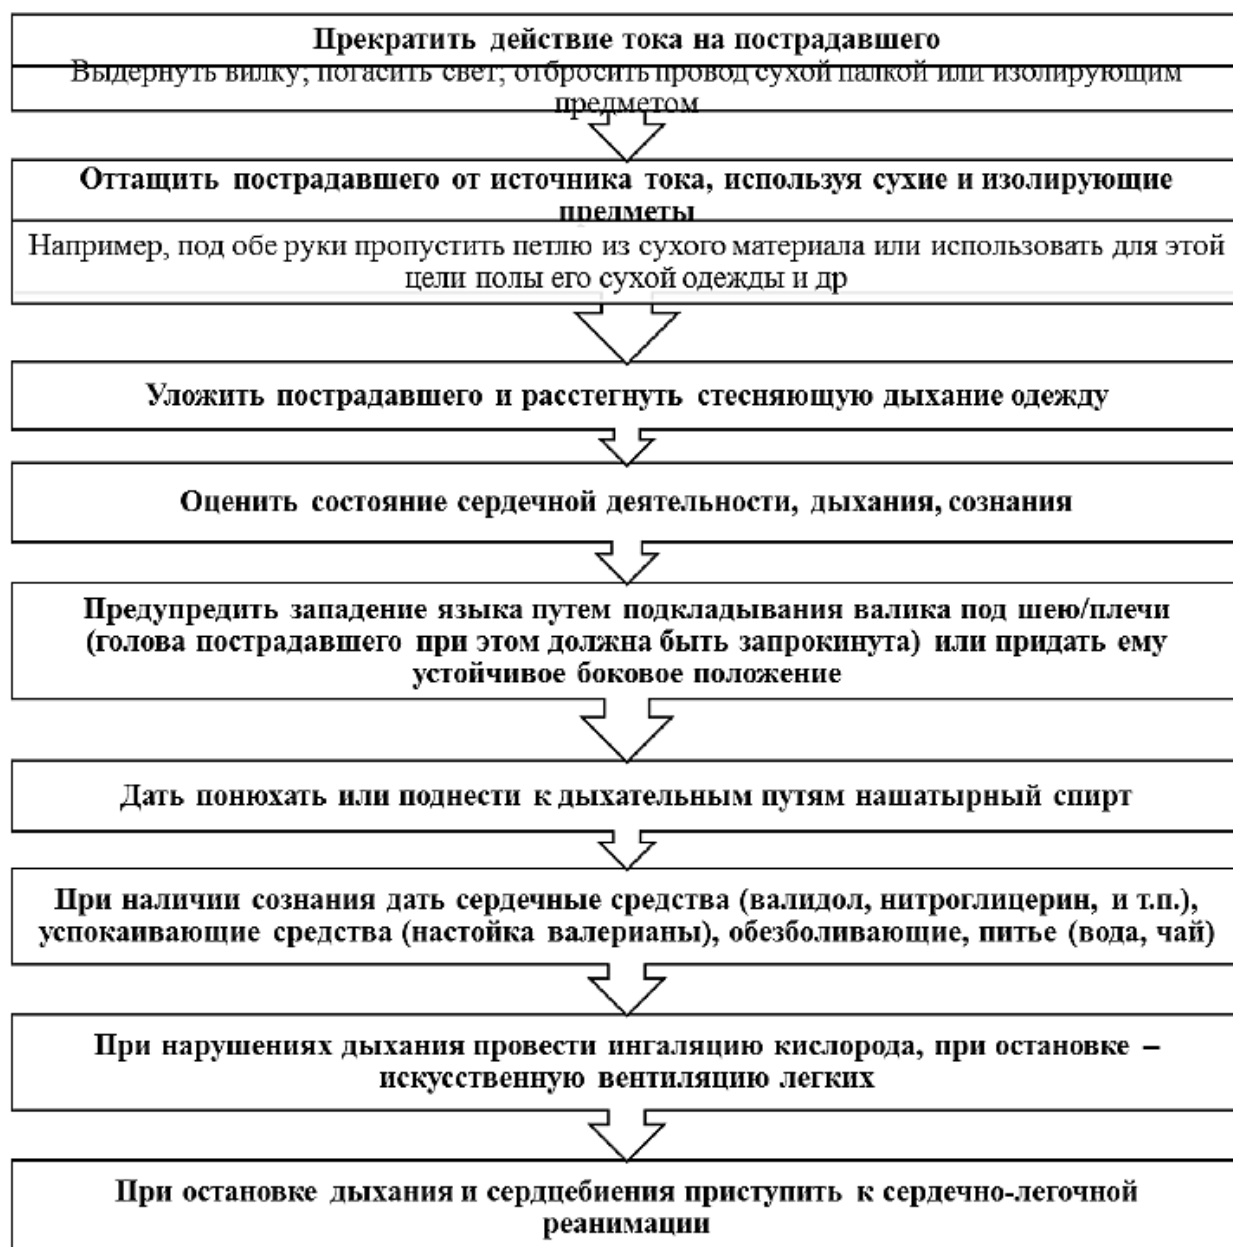 Прекратить действие тока на пострадавшего
Выдернуть вилку; погасить свет; отбросить провод сухой палкой или изолирующим
предметом
Оттащить пострадавшего от источника тока, используя сухие и изолирующие
предметы
Например, под обе руки пропустить петлю из сухого материала или использовать для этой
цели полы его сухой одежды и др
Уложить пострадавшего и расстегнуть стесняющую дыхание одежду
Оценить состояние сердечной деятельности, дыхания, сознания
Предупредить западение языка путем подкладывания валика под шею/плечи
(голова пострадавшего при этом должна быть запрокинута) или придать ему
устойчивое боковое положение
Дать понюхать или поднести к дыхательным путям нашатырный спирт
При наличии сознания дать сердечные средства (валидол, нитроглицерин, и т.п.),
успокаивающие средства (настойка валерианы), обезболивающие, питье (вода, чай)
При нарушениях дыхания провести ингаляцию кислорода, при остановке –
искусственную вентиляцию легких
При остановке дыхания и сердцебиения приступить к сердечно-легочной
реанимации